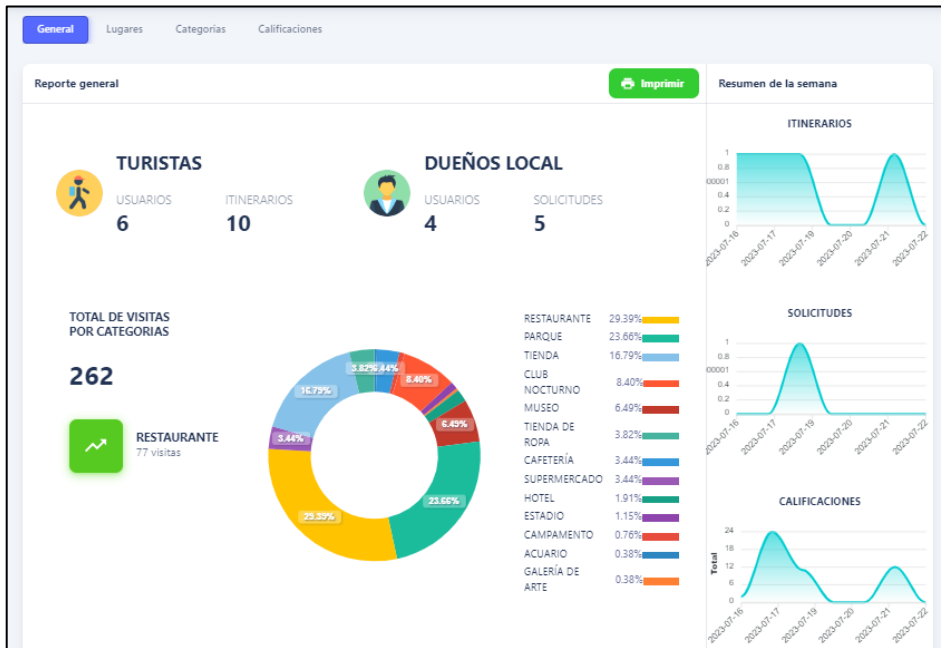 General Lugares Categorias Calificaciones
Reporte general
Imprimir
Resumen de la semana
TURISTAS
USUARIOS ITINERARIOS
6 10
DUEÑOS LOCAL
USUARIOS SOLICITUDES
4 5
TOTAL DE VISITAS
POR CATEGORIAS
262
RESTAURANTE
77 visitas
3.82%
3.44%
8.40%
6.49%
23.66%
29.39%
3.44%
16.79%
RESTAURANTE 29.39%
PARQUE 23.66%
TIENDA 16.79%
CLUB
NOCTURNO 8.40%
MUSEO 6.49%
TIENDA DE
ROPA 3.82%
CAFETERÍA 3.44%
SUPERMERCADO 3.44%
HOTEL 1.91%
ESTADIO 1.15%
CAMPAMENTO 0.76%
ACUARIO 0.38%
GALERÍA DE
ARTE 0.38%
ITINERARIOS
1
0.8
00001
0.4
0.2
0
2023-07-16 2023-07-17 2023-07-19 2023-07-20 2023-07-21 2023-07-22
SOLICITUDES
1
0.8
00001
0.4
0.2
0
2023-07-16 2023-07-17 2023-07-19 2023-07-20 2023-07-21 2023-07-22
CALIFICACIONES
Total
24
18
12
6
0
2023-07-16 2023-07-17 2023-07-19 2023-07-20 2023-07-21 2023-07-22